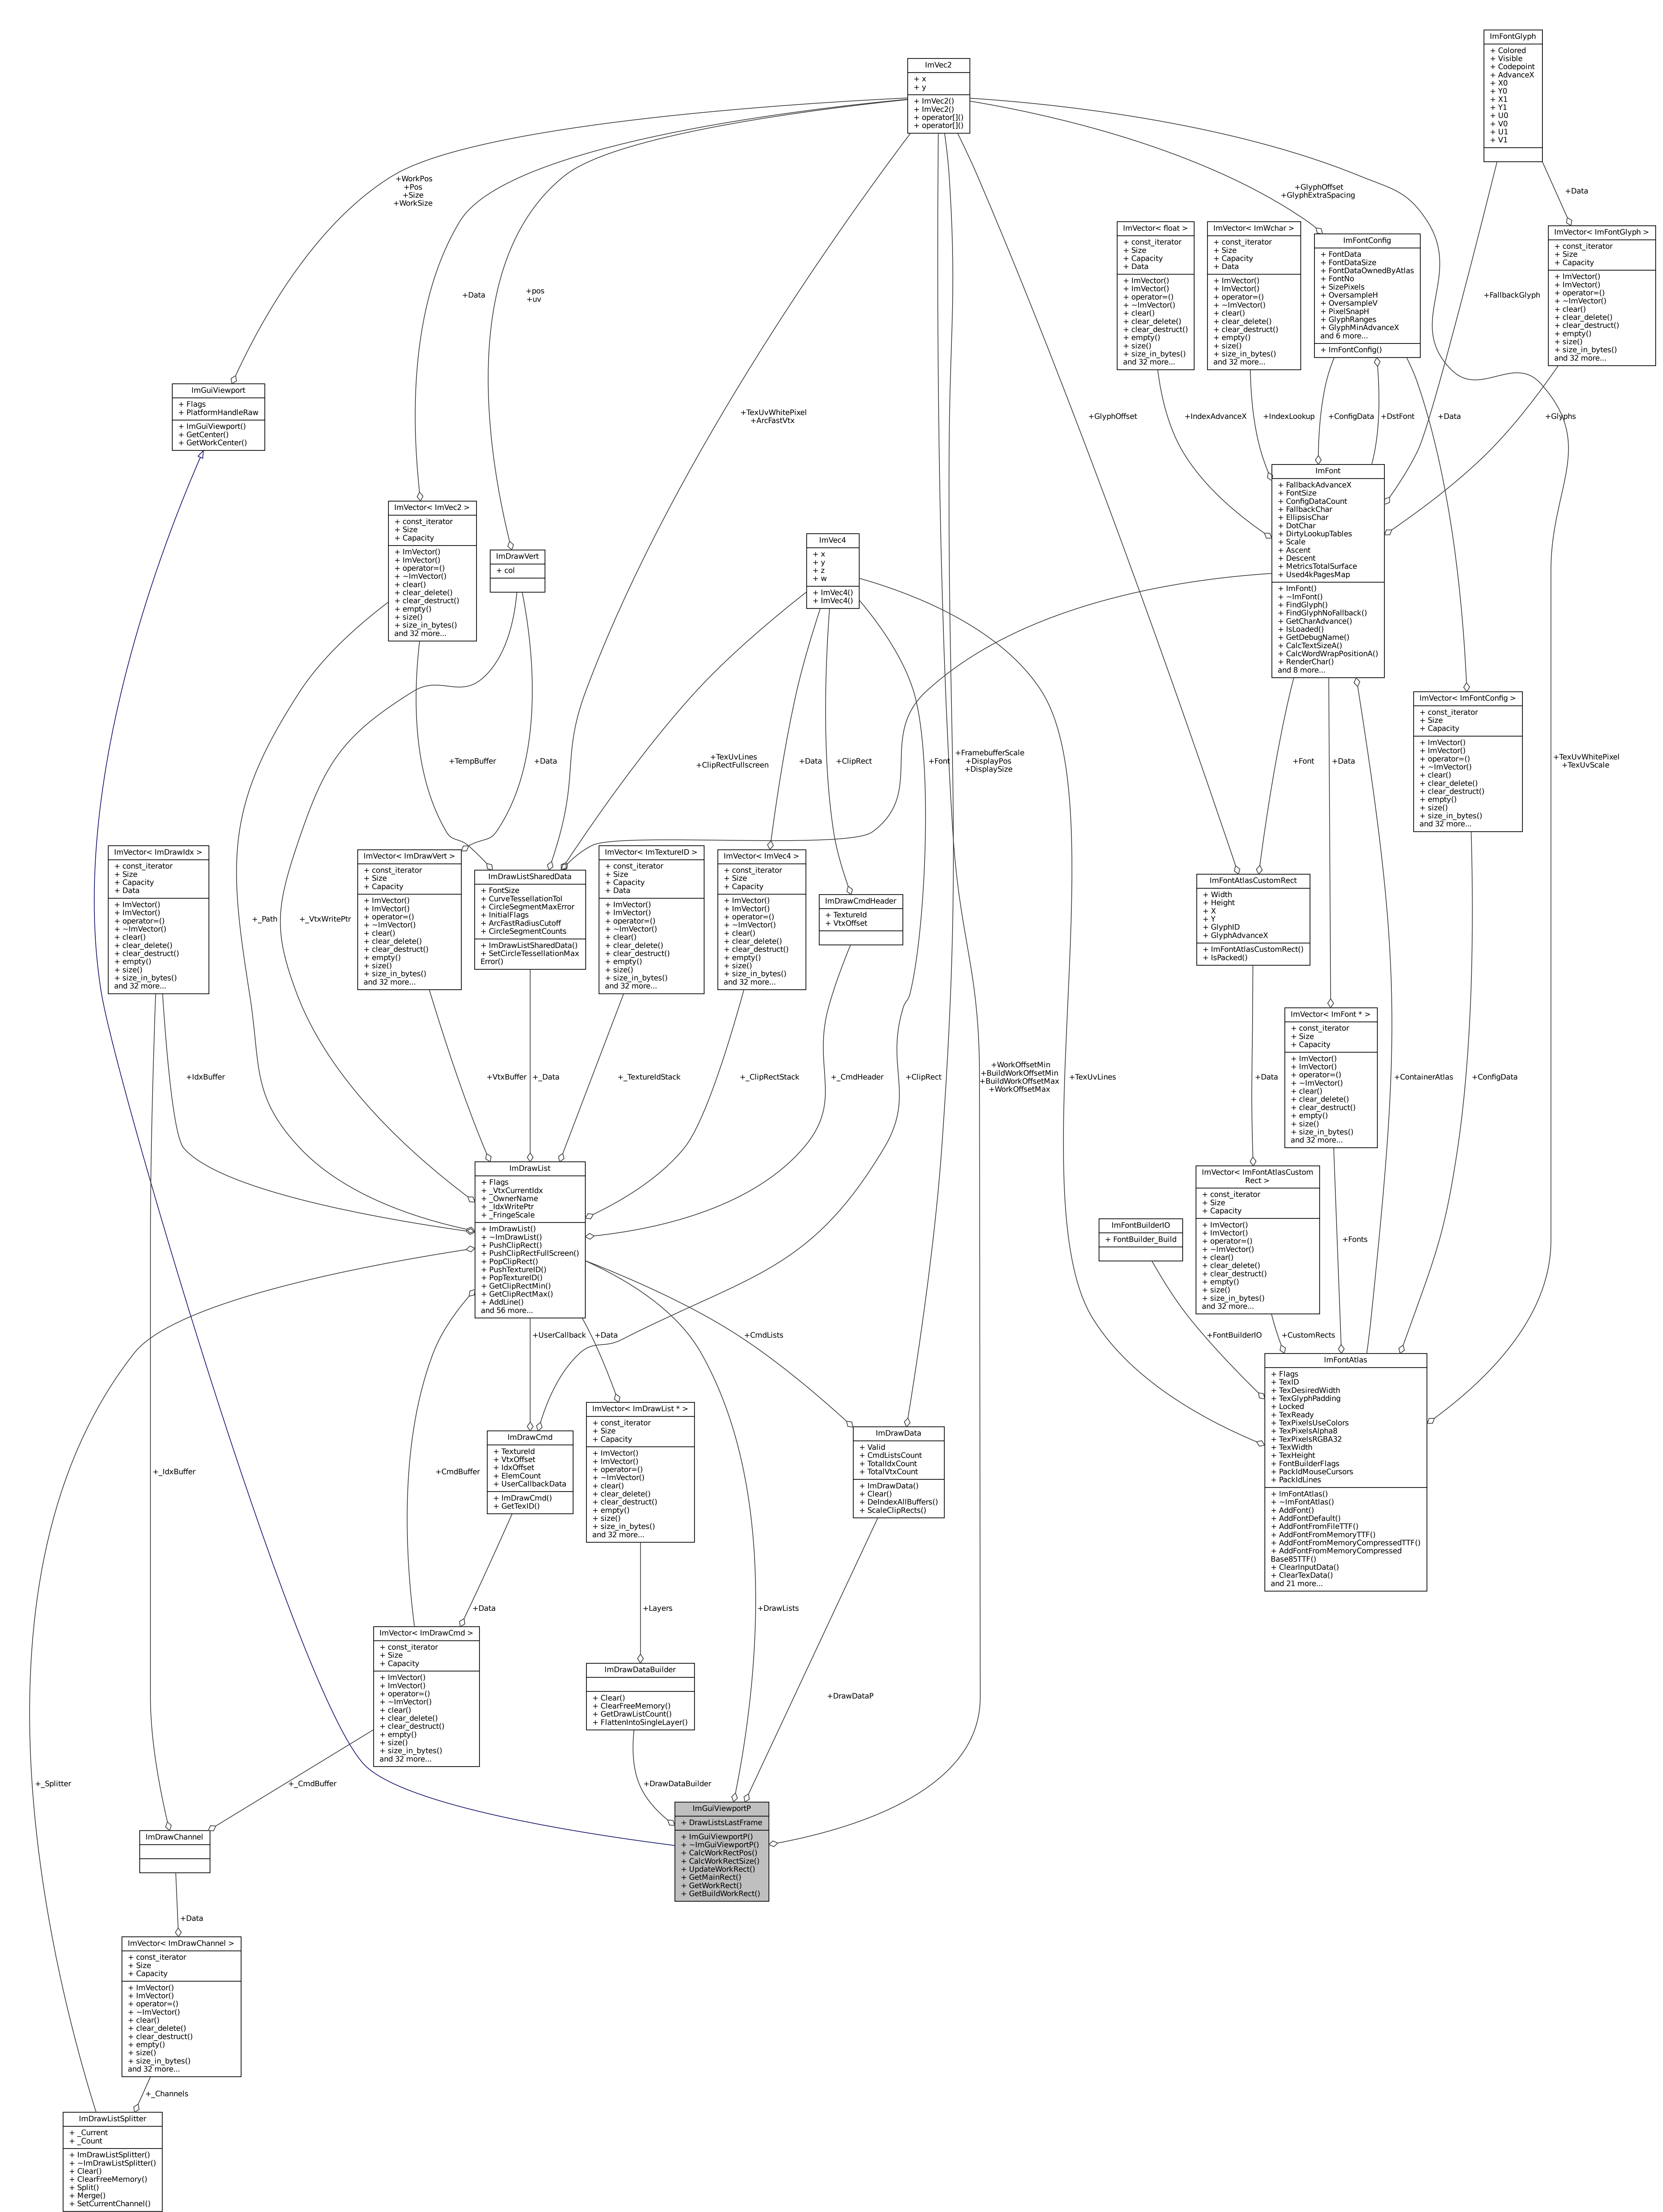 ImFontGlyph
+ Colored
+ Visible
+ Codepoint
+ AdvanceX
+ X0
+ Y0
+ X1
+ Y1
+ U0
+ V0
+ U1
+ V1
ImVec2
+ x
+ y
+ ImVec2()
+ ImVec2()
+ operator[]()
+ operator[]()
+WorkPos
+Pos
+Size
+WorkSize
+GlyphOffset
+GlyphExtraSpacing
+Data
ImVector< float >
+ const_iterator
+ Size
+ Capacity
+ Data
+ ImVector()
+ ImVector()
+ operator=()
+ ~ImVector()
+ clear()
+ clear_delete()
+ clear_destruct()
+ empty()
+ size()
+ size_in_bytes()
and 32 more...
ImVector< ImWchar >
+ const_iterator
+ Size
+ Capacity
+ Data
+ ImVector()
+ ImVector()
+ operator=()
+ ~ImVector()
+ clear()
+ clear_delete()
+ clear_destruct()
+ empty()
+ size()
+ size_in_bytes()
and 32 more...
ImFontConfig
+ FontData
+ FontDataSize
+ FontDataOwnedByAtlas
+ FontNo
+ SizePixels
+ OversampleH
+ OversampleV
+ PixelSnapH
+ GlyphRanges
+ GlyphMinAdvanceX
and 6 more...
+ ImFontConfig()
ImVector< ImFontGlyph >
+ const_iterator
+ Size
+ Capacity
+ ImVector()
+ ImVector()
+ operator=()
+ ~ImVector()
+ clear()
+ clear_delete()
+ clear_destruct()
+ empty()
+ size()
+ size_in_bytes()
and 32 more...
+Data
+pos
+uv
+FallbackGlyph
ImGuiViewport
+ Flags
+ PlatformHandleRaw
+ ImGuiViewport()
+ GetCenter()
+ GetWorkCenter()
+TexUvWhitePixel
+ArcFastVtx
+GlyphOffset
+IndexAdvanceX
+IndexLookup
+ConfigData
+DstFont
+Data
+Glyphs
ImVector< ImVec2 >
+ const_iterator
+ Size
+ Capacity
+ ImVector()
+ ImVector()
+ operator=()
+ ~ImVector()
+ clear()
+ clear_delete()
+ clear_destruct()
+ empty()
+ size()
+ size_in_bytes()
and 32 more...
ImDrawVert
+ col
ImVec4
+ x
+ y
+ z
+ w
+ ImVec4()
+ ImVec4()
ImFont
+ FallbackAdvanceX
+ FontSize
+ ConfigDataCount
+ FallbackChar
+ EllipsisChar
+ DotChar
+ DirtyLookupTables
+ Scale
+ Ascent
+ Descent
+ MetricsTotalSurface
+ Used4kPagesMap
+ ImFont()
+ ~ImFont()
+ FindGlyph()
+ FindGlyphNoFallback()
+ GetCharAdvance()
+ IsLoaded()
+ GetDebugName()
+ CalcTextSizeA()
+ CalcWordWrapPositionA()
+ RenderChar()
and 8 more...
ImVector< ImFontConfig >
+ const_iterator
+ Size
+ Capacity
+ ImVector()
+ ImVector()
+ operator=()
+ ~ImVector()
+ clear()
+ clear_delete()
+ clear_destruct()
+ empty()
+ size()
+ size_in_bytes()
and 32 more...
+TempBuffer
+Data
+TexUvLines
+ClipRectFullscreen
+Data
+ClipRect
+Font
+FramebufferScale
+DisplayPos
+DisplaySize
+Font
+Data
+TexUvWhitePixel
+TexUvScale
ImVector< ImDrawIdx >
+ const_iterator
+ Size
+ Capacity
+ Data
+ ImVector()
+ ImVector()
+ operator=()
+ ~ImVector()
+ clear()
+ clear_delete()
+ clear_destruct()
+ empty()
+ size()
+ size_in_bytes()
and 32 more...
+_Path
+_VtxWritePtr
ImVector< ImDrawVert >
+ const_iterator
+ Size
+ Capacity
+ ImVector()
+ ImVector()
+ operator=()
+ ~ImVector()
+ clear()
+ clear_delete()
+ clear_destruct()
+ empty()
+ size()
+ size_in_bytes()
and 32 more...
ImDrawListSharedData
+ FontSize
+ CurveTessellationTol
+ CircleSegmentMaxError
+ InitialFlags
+ ArcFastRadiusCutoff
+ CircleSegmentCounts
+ ImDrawListSharedData()
+ SetCircleTessellationMax
Error()
ImVector< ImTextureID >
+ const_iterator
+ Size
+ Capacity
+ Data
+ ImVector()
+ ImVector()
+ operator=()
+ ~ImVector()
+ clear()
+ clear_delete()
+ clear_destruct()
+ empty()
+ size()
+ size_in_bytes()
and 32 more...
ImVector< ImVec4 >
+ const_iterator
+ Size
+ Capacity
+ ImVector()
+ ImVector()
+ operator=()
+ ~ImVector()
+ clear()
+ clear_delete()
+ clear_destruct()
+ empty()
+ size()
+ size_in_bytes()
and 32 more...
ImDrawCmdHeader
+ TextureId
+ VtxOffset
ImFontAtlasCustomRect
+ Width
+ Height
+ X
+ Y
+ GlyphID
+ GlyphAdvanceX
+ ImFontAtlasCustomRect()
+ IsPacked()
ImVector< ImFont * >
+ const_iterator
+ Size
+ Capacity
+ ImVector()
+ ImVector()
+ operator=()
+ ~ImVector()
+ clear()
+ clear_delete()
+ clear_destruct()
+ empty()
+ size()
+ size_in_bytes()
and 32 more...
+IdxBuffer
+VtxBuffer
+_Data
+_TextureIdStack
+_ClipRectStack
+_CmdHeader
+ClipRect
+WorkOffsetMin
+BuildWorkOffsetMin
+BuildWorkOffsetMax
+WorkOffsetMax
+TexUvLines
+Data
+ContainerAtlas
+ConfigData
ImDrawList
+ Flags
+ _VtxCurrentIdx
+ _OwnerName
+ _IdxWritePtr
+ _FringeScale
+ ImDrawList()
+ ~ImDrawList()
+ PushClipRect()
+ PushClipRectFullScreen()
+ PopClipRect()
+ PushTextureID()
+ PopTextureID()
+ GetClipRectMin()
+ GetClipRectMax()
+ AddLine()
and 56 more...
ImFontBuilderIO
+ FontBuilder_Build
ImVector< ImFontAtlasCustom
Rect >
+ const_iterator
+ Size
+ Capacity
+ ImVector()
+ ImVector()
+ operator=()
+ ~ImVector()
+ clear()
+ clear_delete()
+ clear_destruct()
+ empty()
+ size()
+ size_in_bytes()
and 32 more...
+Fonts
+UserCallback
+Data
+CmdLists
+FontBuilderIO
+CustomRects
ImFontAtlas
+ Flags
+ TexID
+ TexDesiredWidth
+ TexGlyphPadding
+ Locked
+ TexReady
+ TexPixelsUseColors
+ TexPixelsAlpha8
+ TexPixelsRGBA32
+ TexWidth
+ TexHeight
+ FontBuilderFlags
+ PackIdMouseCursors
+ PackIdLines
+ ImFontAtlas()
+ ~ImFontAtlas()
+ AddFont()
+ AddFontDefault()
+ AddFontFromFileTTF()
+ AddFontFromMemoryTTF()
+ AddFontFromMemoryCompressedTTF()
+ AddFontFromMemoryCompressed
Base85TTF()
+ ClearInputData()
+ ClearTexData()
and 21 more...
+_IdxBuffer
+CmdBuffer
ImDrawCmd
+ TextureId
+ VtxOffset
+ IdxOffset
+ ElemCount
+ UserCallbackData
+ ImDrawCmd()
+ GetTexID()
ImVector< ImDrawList * >
+ const_iterator
+ Size
+ Capacity
+ ImVector()
+ ImVector()
+ operator=()
+ ~ImVector()
+ clear()
+ clear_delete()
+ clear_destruct()
+ empty()
+ size()
+ size_in_bytes()
and 32 more...
ImDrawData
+ Valid
+ CmdListsCount
+ TotalIdxCount
+ TotalVtxCount
+ ImDrawData()
+ Clear()
+ DeIndexAllBuffers()
+ ScaleClipRects()
+Data
+Layers
+DrawLists
ImVector< ImDrawCmd >
+ const_iterator
+ Size
+ Capacity
+ ImVector()
+ ImVector()
+ operator=()
+ ~ImVector()
+ clear()
+ clear_delete()
+ clear_destruct()
+ empty()
+ size()
+ size_in_bytes()
and 32 more...
ImDrawDataBuilder
+ Clear()
+ ClearFreeMemory()
+ GetDrawListCount()
+ FlattenIntoSingleLayer()
+DrawDataP
+_Splitter
+_CmdBuffer
+DrawDataBuilder
ImGuiViewportP
+ DrawListsLastFrame
+ ImGuiViewportP()
+ ~ImGuiViewportP()
+ CalcWorkRectPos()
+ CalcWorkRectSize()
+ UpdateWorkRect()
+ GetMainRect()
+ GetWorkRect()
+ GetBuildWorkRect()
ImDrawChannel
+Data
ImVector< ImDrawChannel >
+ const_iterator
+ Size
+ Capacity
+ ImVector()
+ ImVector()
+ operator=()
+ ~ImVector()
+ clear()
+ clear_delete()
+ clear_destruct()
+ empty()
+ size()
+ size_in_bytes()
and 32 more...
+_Channels
ImDrawListSplitter
+ _Current
+ _Count
+ ImDrawListSplitter()
+ ~ImDrawListSplitter()
+ Clear()
+ ClearFreeMemory()
+ Split()
+ Merge()
+ SetCurrentChannel()